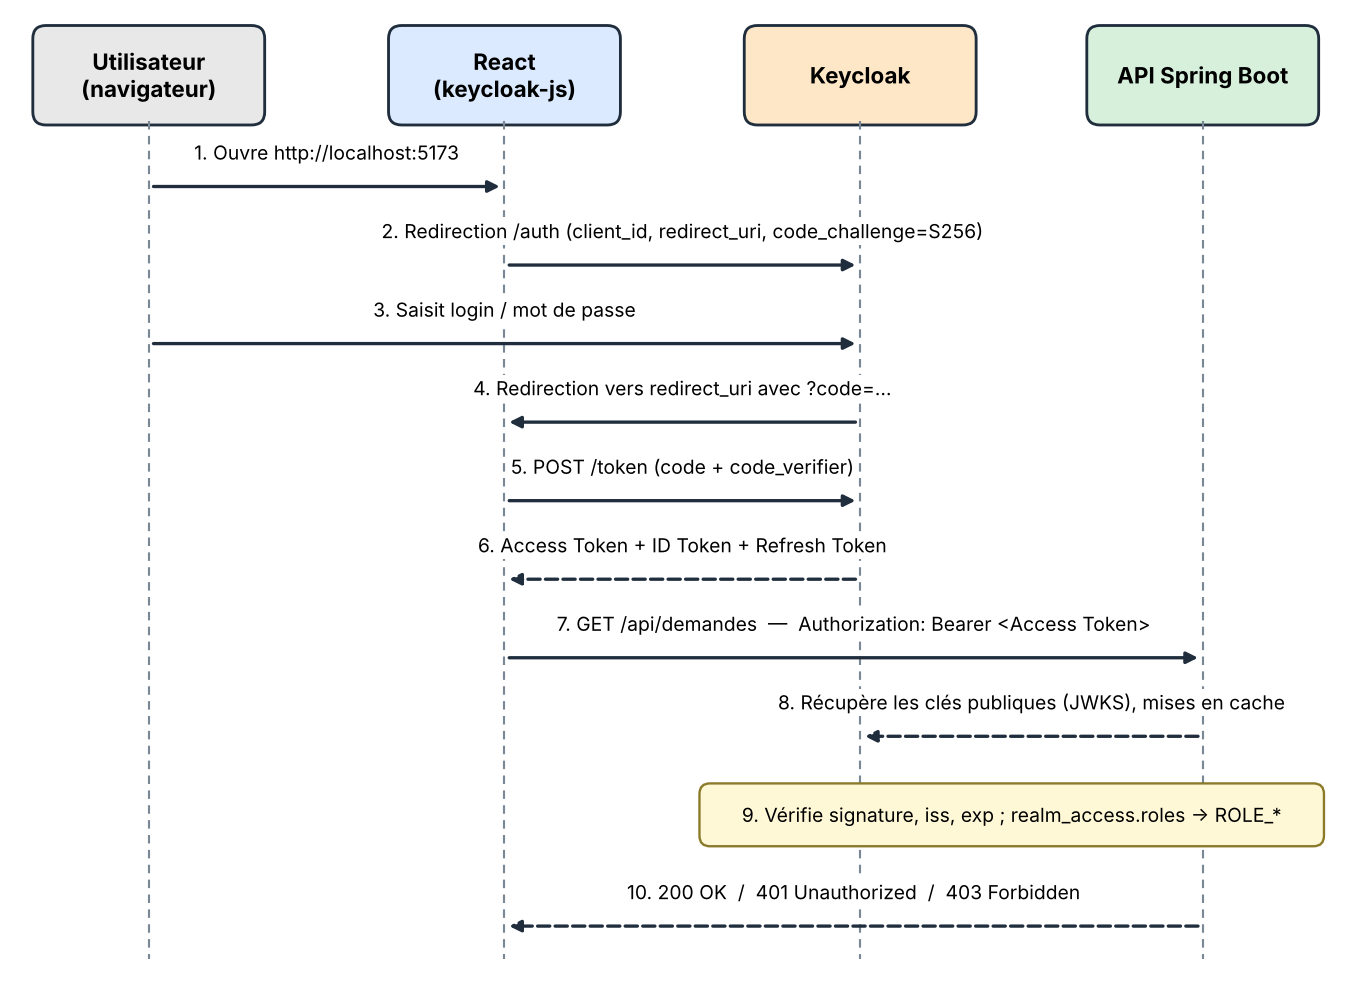 Utilisateur
(navigateur)
React
(keycloak-js)
Keycloak
API Spring Boot
1. Ouvre http://localhost:5173
2. Redirection /auth (client_id, redirect_uri, code_challenge=S256)
3. Saisit login / mot de passe
4. Redirection vers redirect_uri avec ?code=...
5. POST /token (code + code_verifier)
6. Access Token + ID Token + Refresh Token
7. GET /api/demandes — Authorization: Bearer <Access Token>
8. Récupère les clés publiques (JWKS), mises en cache
9. Vérifie signature, iss, exp ; realm_access.roles → ROLE_*
10. 200 OK / 401 Unauthorized / 403 Forbidden